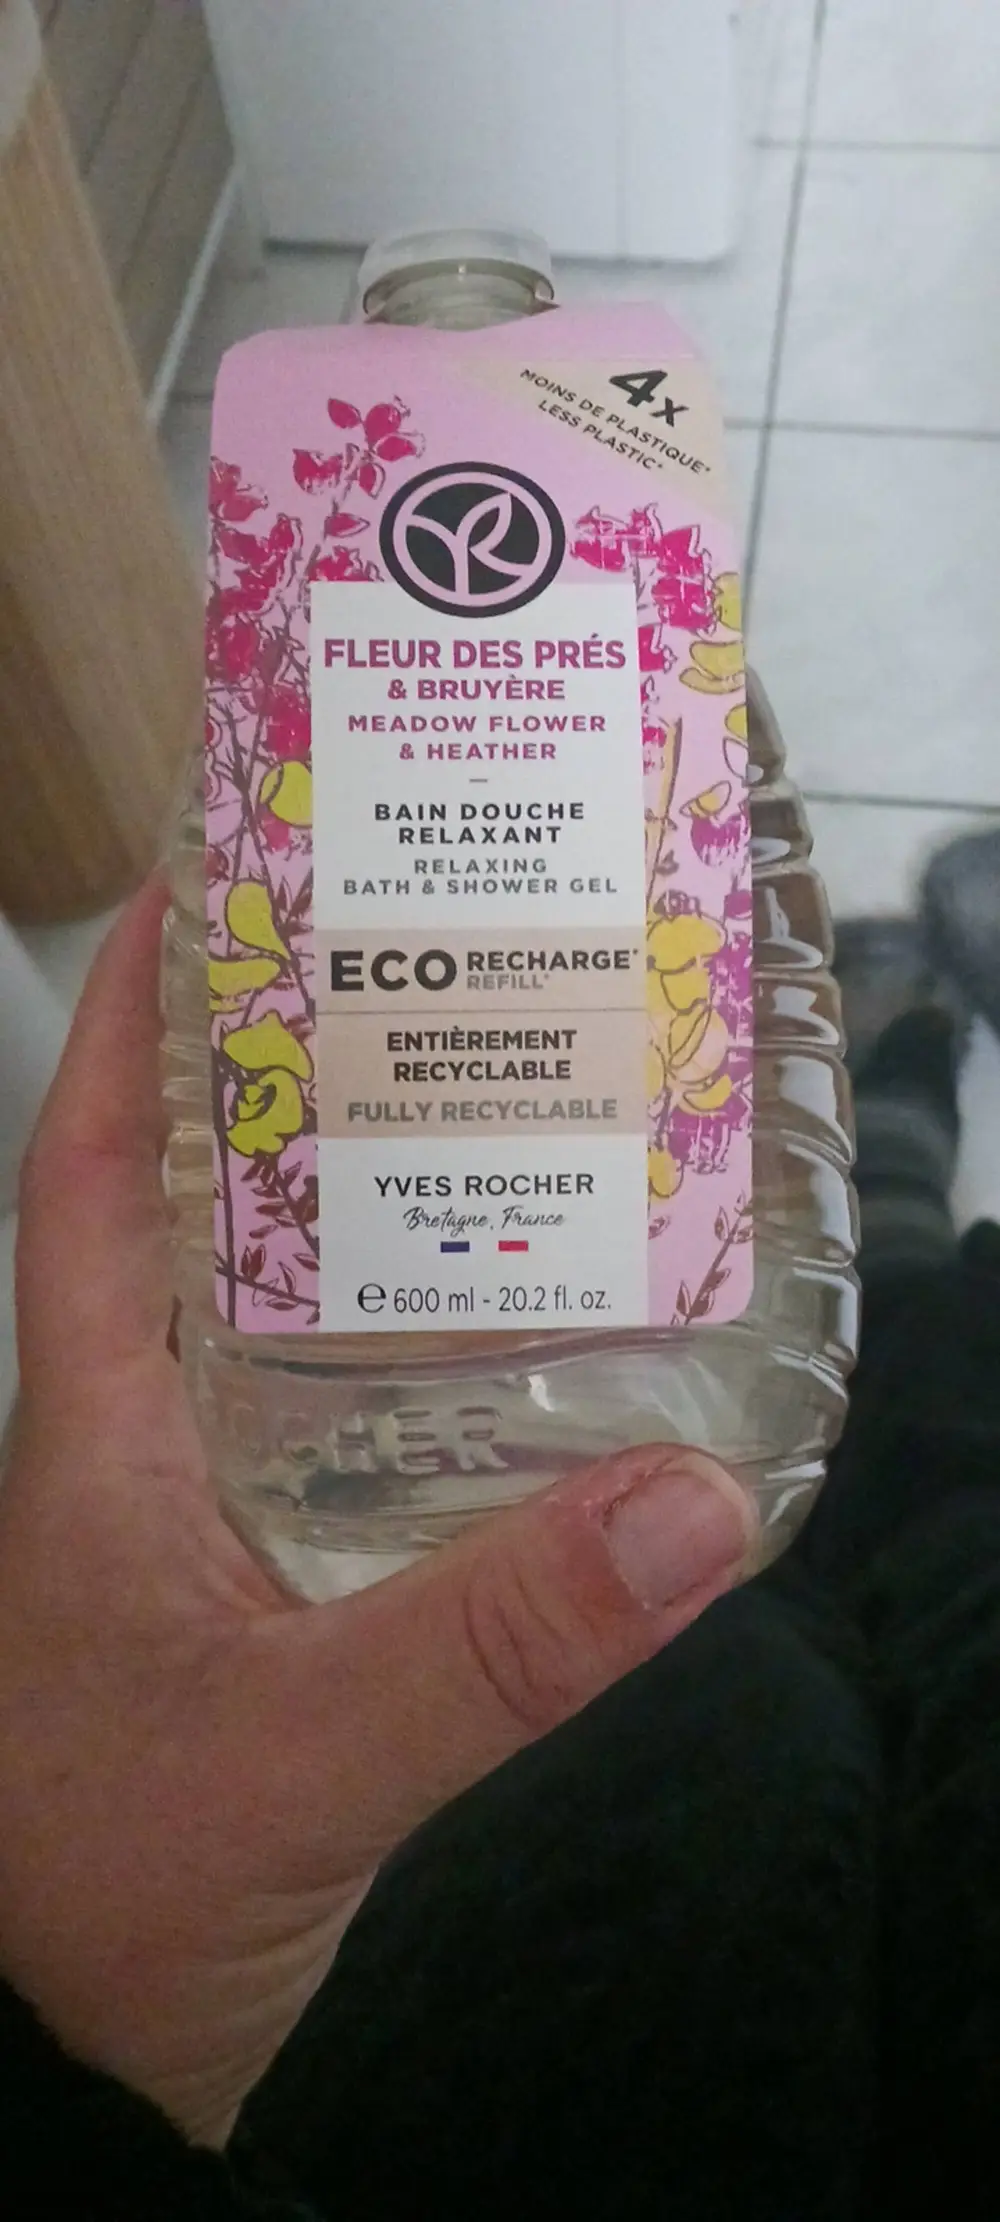 4x
MOINS DE PLASTIQUE*
LESS PLASTIC*
FLEUR DES PRÉS
& BRUYÈRE
MEADOW FLOWER
& HEATHER
BAIN DOUCHE
RELAXANT
RELAXING
BATH & SHOWER GEL
ECO RECHARGE*
REFILL*
ENTIÈREMENT
RECYCLABLE
FULLY RECYCLABLE
YVES ROCHER
Bretagne, France
℮ 600 ml - 20.2 fl. oz.
OCHER